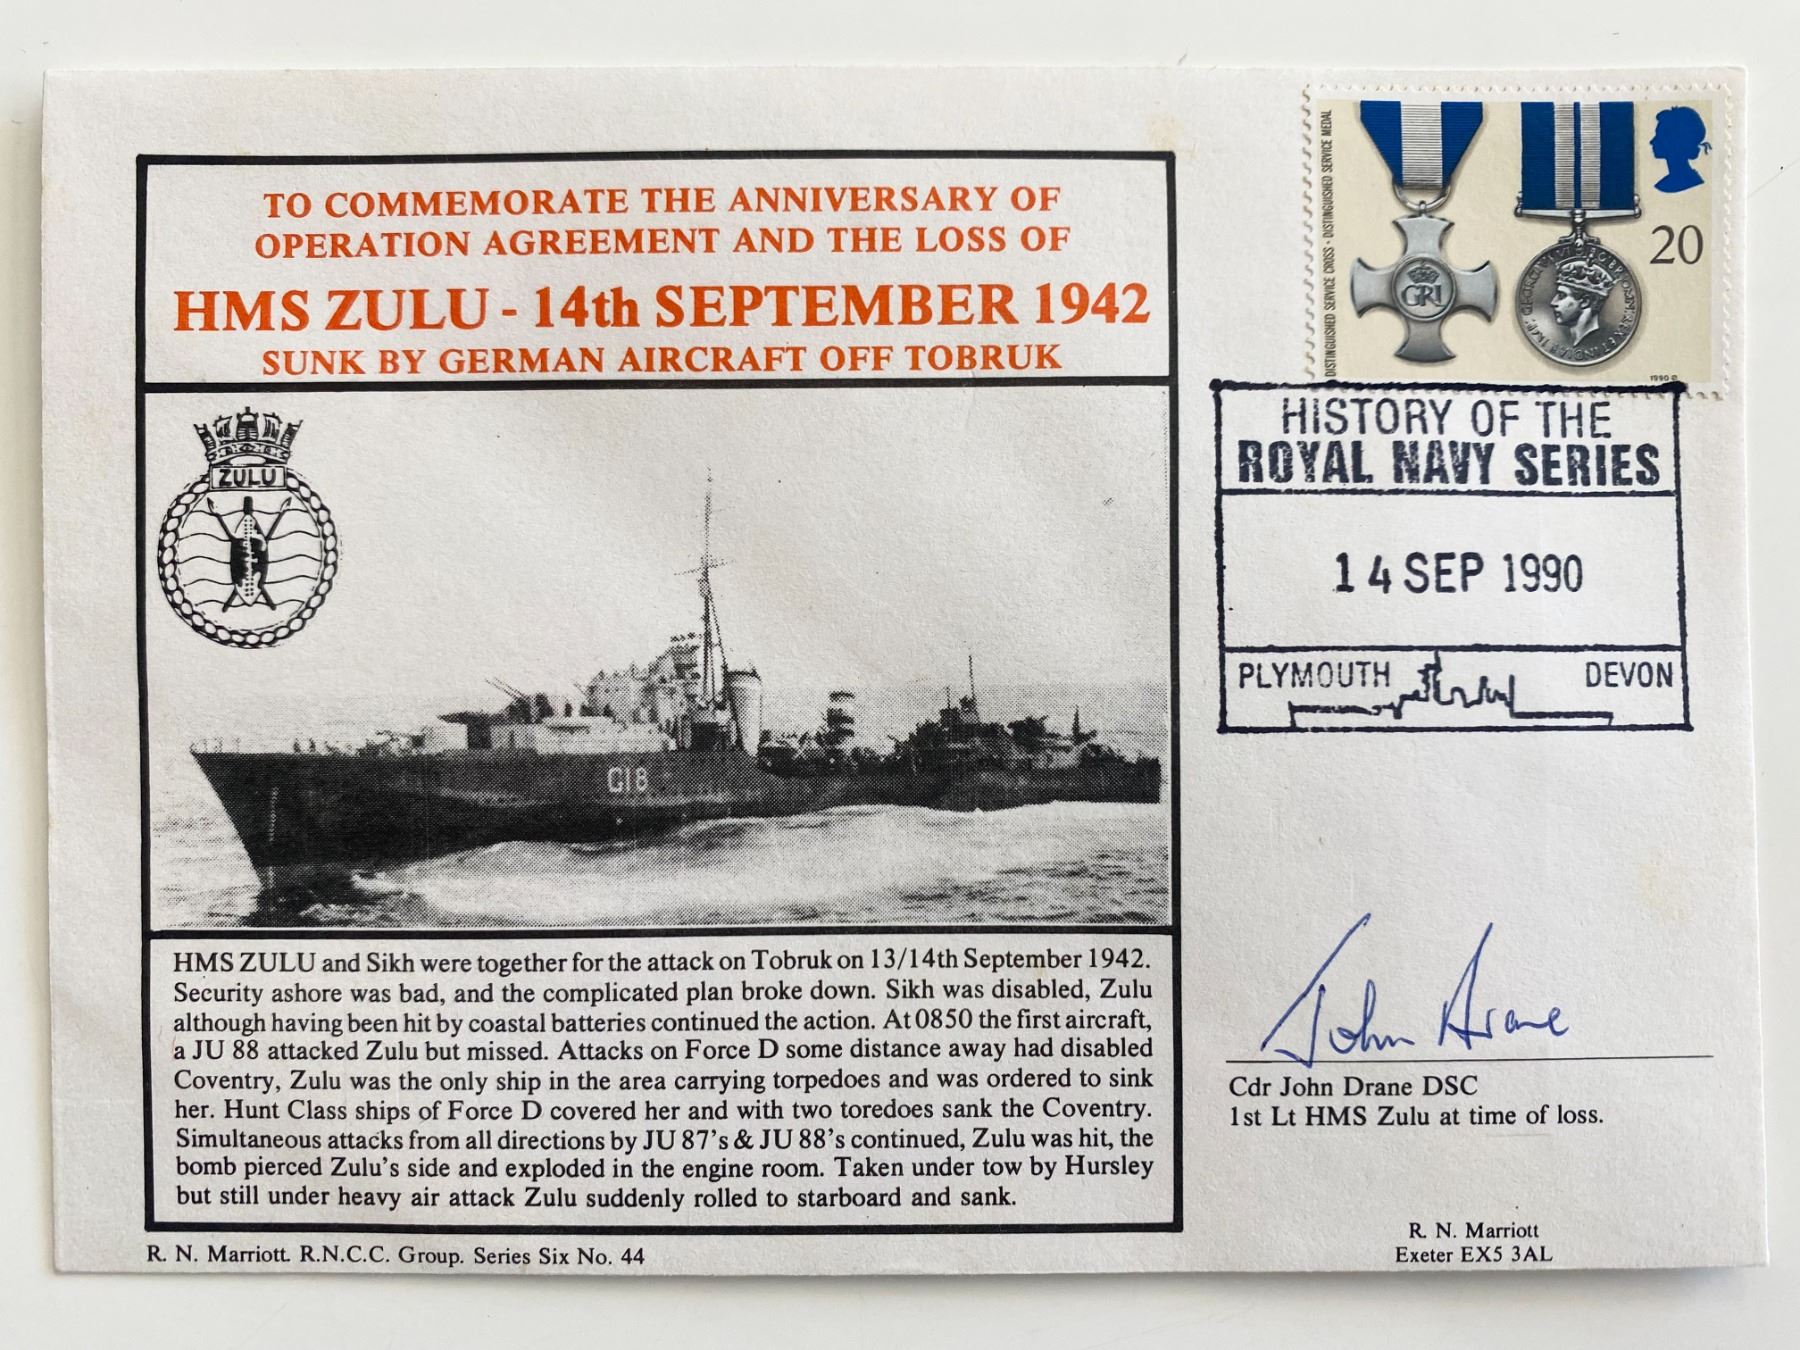 TO COMMEMORATE THE ANNIVERSARY OF
OPERATION AGREEMENT AND THE LOSS OF
HMS ZULU - 14th SEPTEMBER 1942
SUNK BY GERMAN AIRCRAFT OFF TOBRUK
ZULU
G18
HMS ZULU and Sikh were together for the attack on Tobruk on 13/14th September 1942.
Security ashore was bad, and the complicated plan broke down. Sikh was disabled, Zulu
although having been hit by coastal batteries continued the action. At 0850 the first aircraft,
a JU 88 attacked Zulu but missed. Attacks on Force D some distance away had disabled
Coventry, Zulu was the only ship in the area carrying torpedoes and was ordered to sink
her. Hunt Class ships of Force D covered her and with two toredoes sank the Coventry.
Simultaneous attacks from all directions by JU 87's & JU 88's continued, Zulu was hit, the
bomb pierced Zulu's side and exploded in the engine room. Taken under tow by Hursley
but still under heavy air attack Zulu suddenly rolled to starboard and sank.
R. N. Marriott. R.N.C.C. Group. Series Six No. 44
DISTINGUISHED SERVICE CROSS · DISTINGUISHED SERVICE MEDAL
GRI
20
1990
HISTORY OF THE
ROYAL NAVY SERIES
14 SEP 1990
PLYMOUTH DEVON
John Drane
Cdr John Drane DSC
1st Lt HMS Zulu at time of loss.
R. N. Marriott
Exeter EX5 3AL